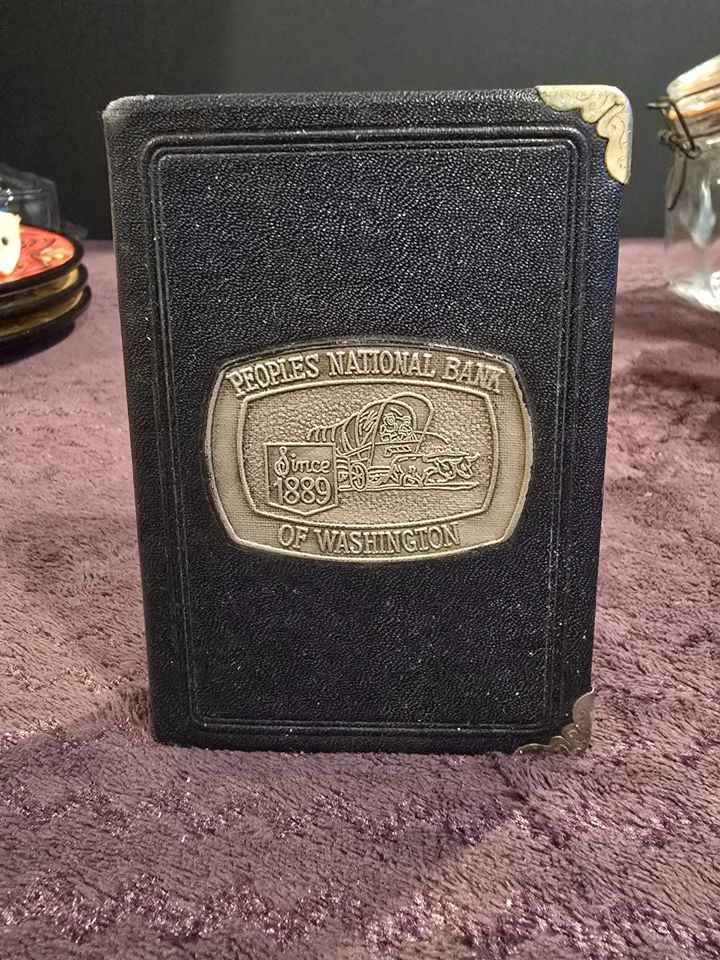 PEOPLES NATIONAL BANK
Since
1889
OF WASHINGTON